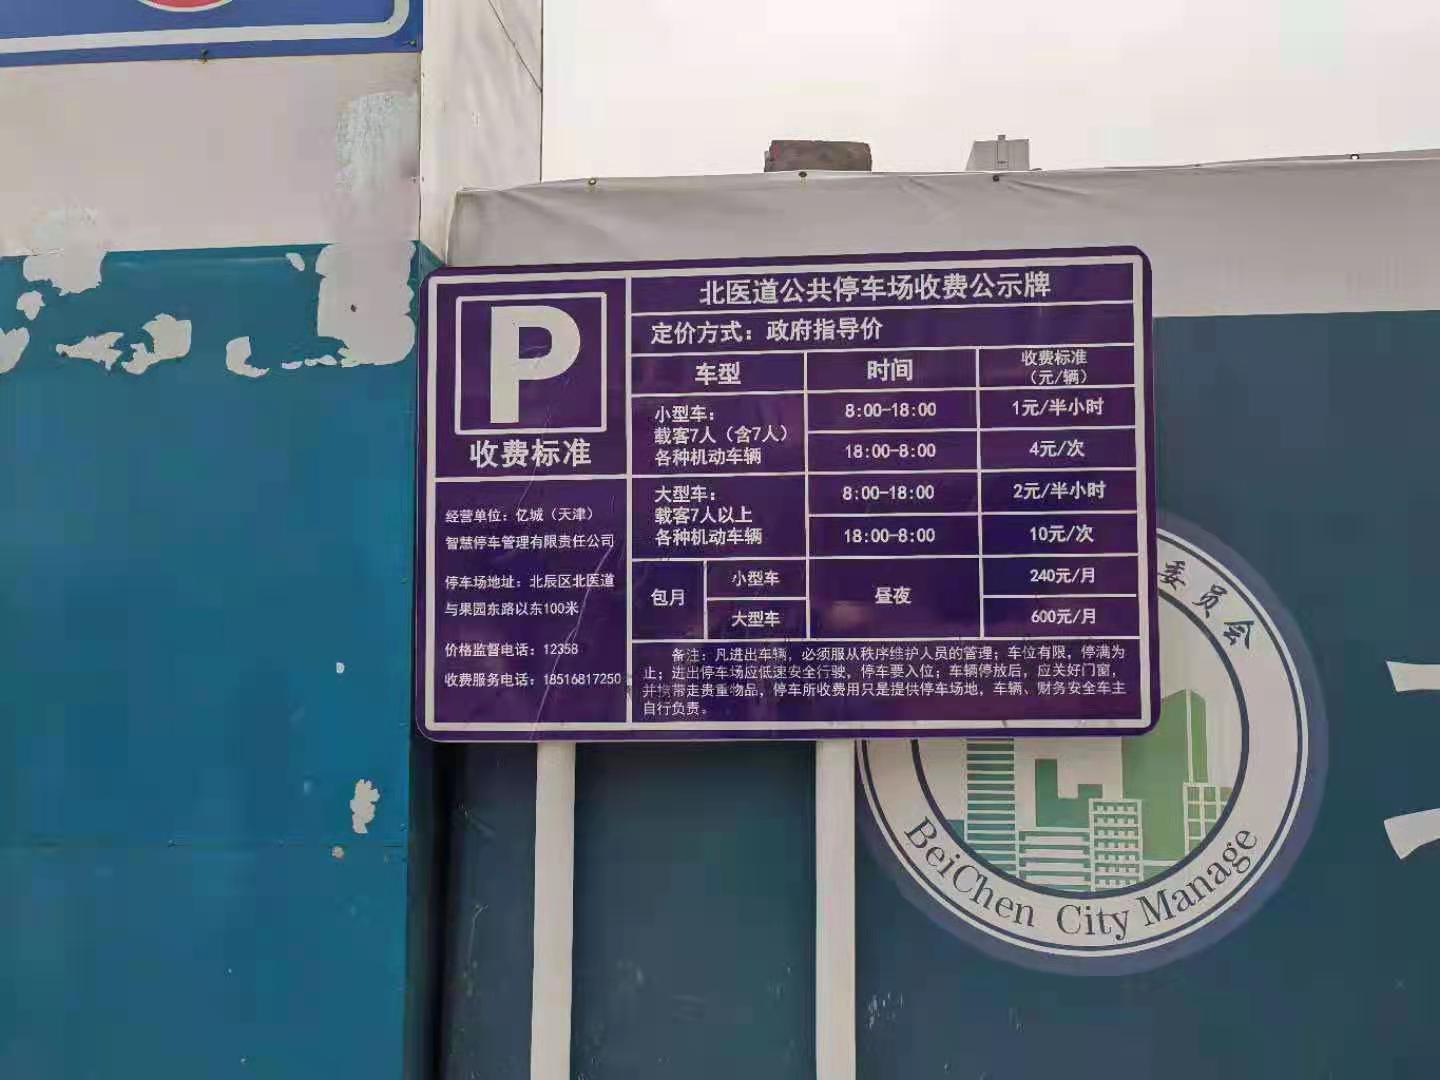 P
收费标准
经营单位：亿城（天津）
智慧停车管理有限责任公司
停车场地址：北辰区北医道
与果园东路以东100米
价格监督电话：12358
收费服务电话：18516817250
北医道公共停车场收费公示牌
定价方式：政府指导价
车型 时间 收费标准
（元/辆）
小型车：
载客7人（含7人）
各种机动车辆
8:00-18:00 1元/半小时
18:00-8:00 4元/次
大型车：
载客7人以上
各种机动车辆
8:00-18:00 2元/半小时
18:00-8:00 10元/次
包月 小型车 昼夜 240元/月
大型车 600元/月
备注：凡进出车辆，必须服从秩序维护人员的管理；车位有限，停满为
止；进出停车场应低速安全行驶，停车要入位；车辆停放后，应关好门窗，
并携带走贵重物品，停车所收费用只是提供停车场地，车辆、财务安全车主
自行负责。
委员会
BeiChen City Manage